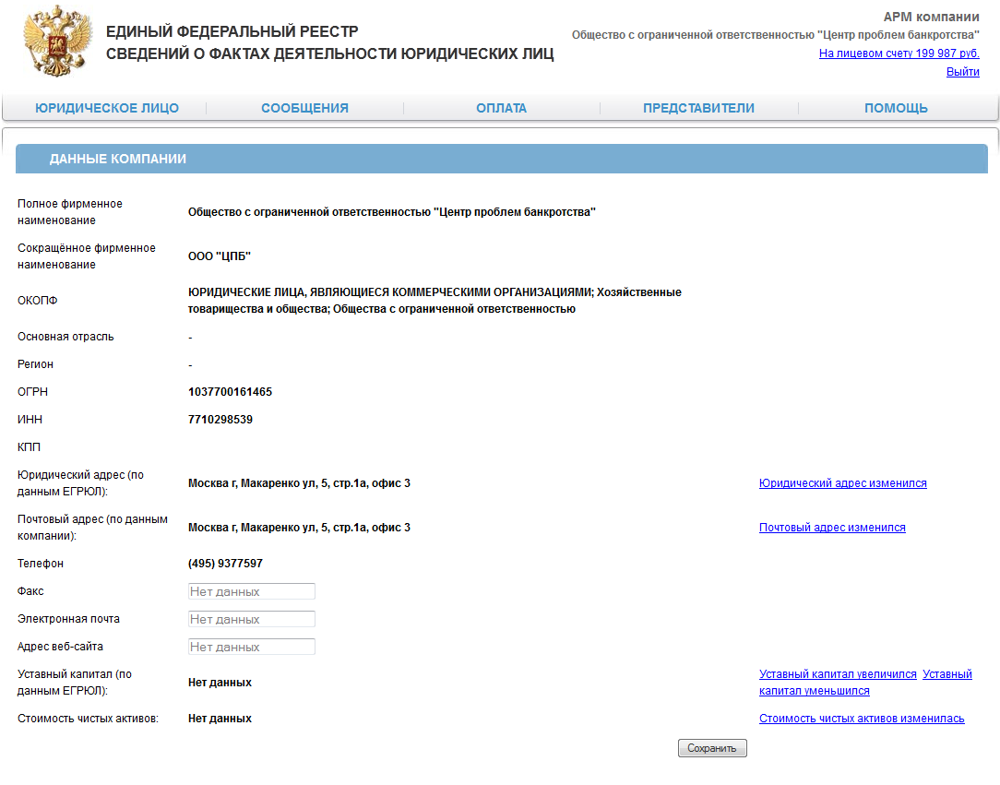 АРМ компании
ЕДИНЫЙ ФЕДЕРАЛЬНЫЙ РЕЕСТР
СВЕДЕНИЙ О ФАКТАХ ДЕЯТЕЛЬНОСТИ ЮРИДИЧЕСКИХ ЛИЦ
Общество с ограниченной ответственностью "Центр проблем банкротства"
На лицевом счету 199 987 руб.
Выйти
ЮРИДИЧЕСКОЕ ЛИЦО СООБЩЕНИЯ ОПЛАТА ПРЕДСТАВИТЕЛИ ПОМОЩЬ
ДАННЫЕ КОМПАНИИ
Полное фирменное
наименование
Общество с ограниченной ответственностью "Центр проблем банкротства"
Сокращённое фирменное
наименование
ООО "ЦПБ"
ОКОПФ
ЮРИДИЧЕСКИЕ ЛИЦА, ЯВЛЯЮЩИЕСЯ КОММЕРЧЕСКИМИ ОРГАНИЗАЦИЯМИ; Хозяйственные
товарищества и общества; Общества с ограниченной ответственностью
Основная отрасль -
Регион -
ОГРН 1037700161465
ИНН 7710298539
КПП
Юридический адрес (по
данным ЕГРЮЛ):
Москва г, Макаренко ул, 5, стр.1а, офис 3
Юридический адрес изменился
Почтовый адрес (по данным
компании):
Москва г, Макаренко ул, 5, стр.1а, офис 3
Почтовый адрес изменился
Телефон (495) 9377597
Факс Нет данных
Электронная почта Нет данных
Адрес веб-сайта Нет данных
Уставный капитал (по
данным ЕГРЮЛ):
Нет данных
Уставный капитал увеличился Уставный
капитал уменьшился
Стоимость чистых активов: Нет данных Стоимость чистых активов изменилась
Сохранить